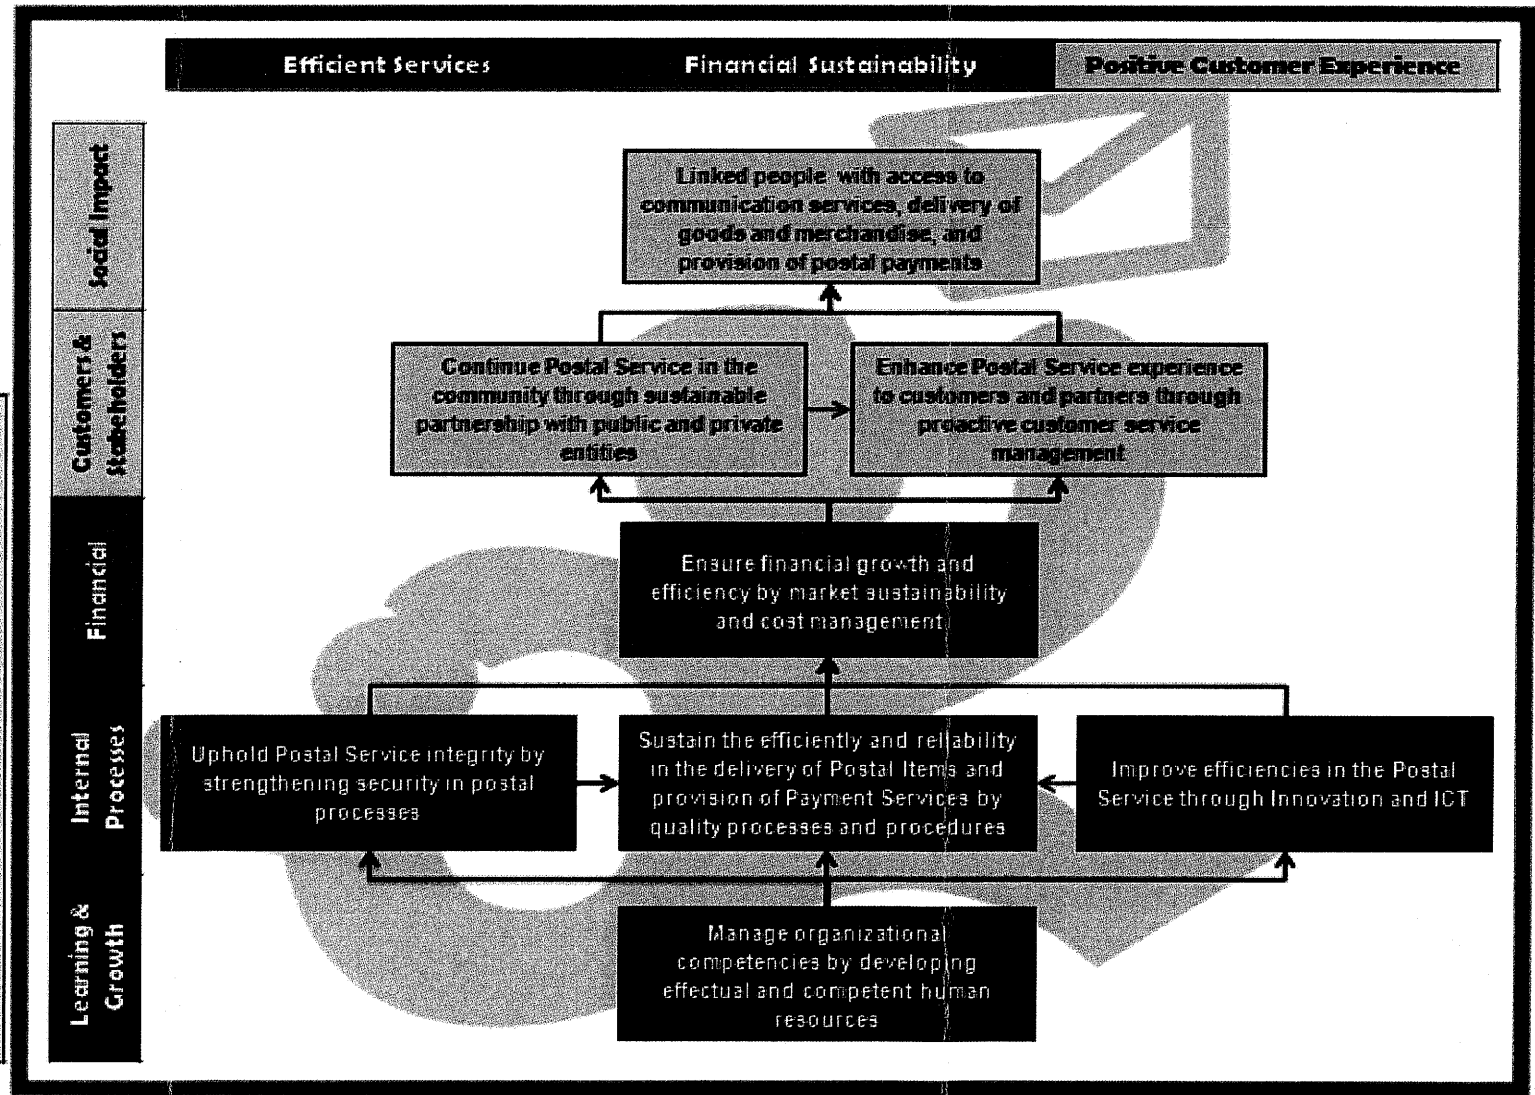 Efficient Services
Financial Sustainability
Positive Customer Experience
Social Impact
Linked people with access to
communication services, delivery of
goods and merchandise, and
provision of postal payments
Customers &
Stakeholders
Continue Postal Service in the
community through sustainable
partnership with public and private
entities
Enhance Postal Service experience
to customers and partners through
proactive customer service
management
Financial
Ensure financial growth and
efficiency by market sustainability
and cost management
Internal
Processes
Uphold Postal Service integrity by
strengthening security in postal
processes
Sustain the efficiently and reliability
in the delivery of Postal Items and
provision of Payment Services by
quality processes and procedures
Improve efficiencies in the Postal
Service through Innovation and ICT
Learning &
Growth
Manage organizational
competencies by developing
effectual and competent human
resources